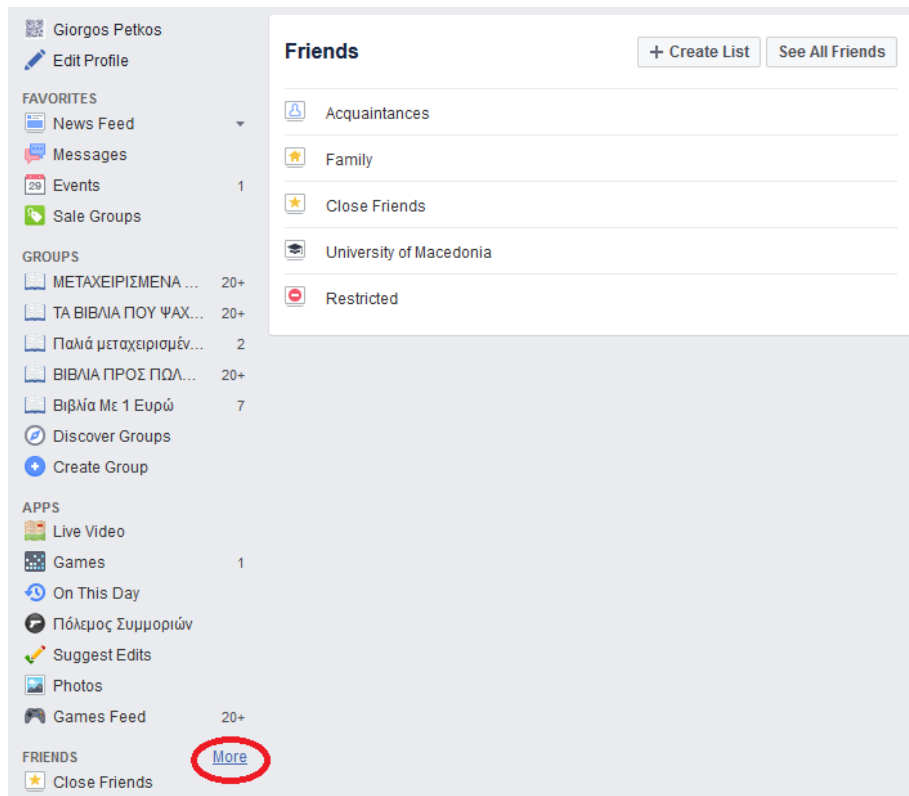 Giorgos Petkos
Edit Profile
FAVORITES
News Feed
Messages
29 Events 1
Sale Groups
GROUPS
ΜΕΤΑΧΕΙΡΙΣΜΕΝΑ ... 20+
ΤΑ ΒΙΒΛΙΑ ΠΟΥ ΨΑΧ... 20+
Παλιά μεταχειρισμέν... 2
ΒΙΒΛΙΑ ΠΡΟΣ ΠΩΛ... 20+
Βιβλία Με 1 Ευρώ 7
Discover Groups
Create Group
APPS
Live Video
Games 1
On This Day
Πόλεμος Συμμοριών
Suggest Edits
Photos
Games Feed 20+
FRIENDS More
Close Friends
Friends + Create List See All Friends
Acquaintances
Family
Close Friends
University of Macedonia
Restricted